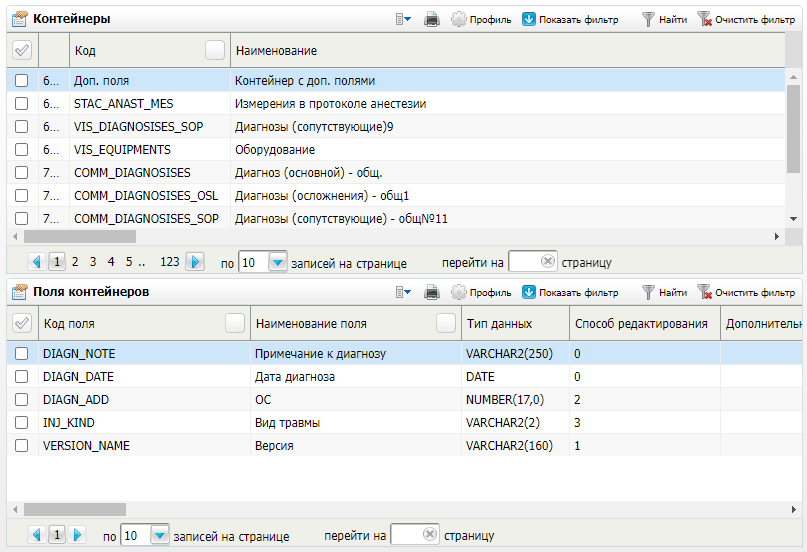 Контейнеры Профиль Показать фильтр Найти Очистить фильтр
Код Наименование
6... Доп. поля Контейнер с доп. полями
6... STAC_ANAST_MES Измерения в протоколе анестезии
6... VIS_DIAGNOSISES_SOP Диагнозы (сопутствующие)9
6... VIS_EQUIPMENTS Оборудование
7... COMM_DIAGNOSISES Диагноз (основной) - общ.
7... COMM_DIAGNOSISES_OSL Диагнозы (осложнения) - общ1
7... COMM_DIAGNOSISES_SOP Диагнозы (сопутствующие) - общ№11
1 2 3 4 5 .. 123 по 10 записей на странице перейти на страницу
Поля контейнеров Профиль Показать фильтр Найти Очистить фильтр
Код поля Наименование поля Тип данных Способ редактирования Дополнительн
DIAGN_NOTE Примечание к диагнозу VARCHAR2(250) 0
DIAGN_DATE Дата диагноза DATE 0
DIAGN_ADD ОС NUMBER(17,0) 2
INJ_KIND Вид травмы VARCHAR2(2) 3
VERSION_NAME Версия VARCHAR2(160) 1
1 по 10 записей на странице перейти на страницу